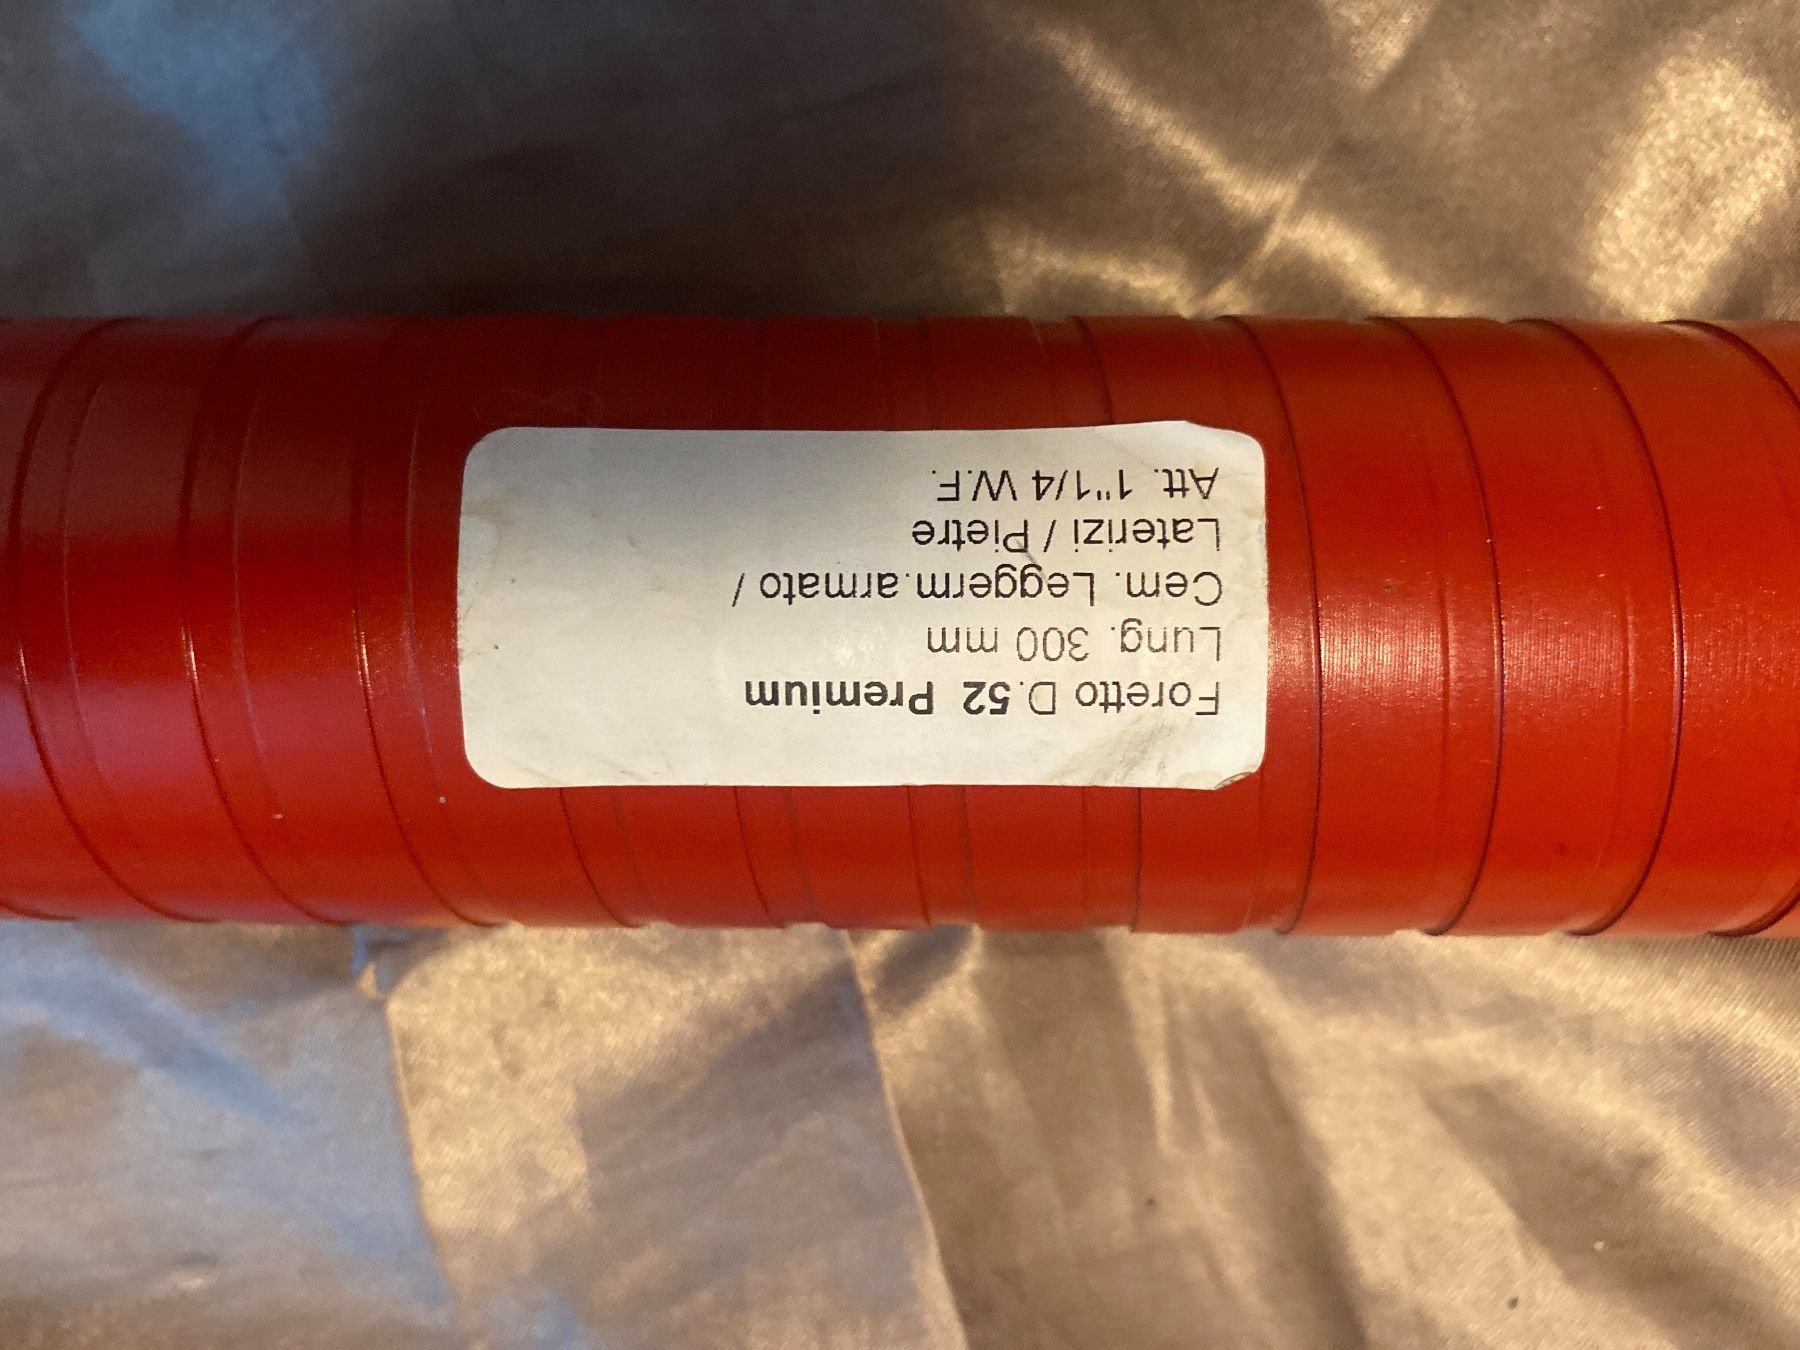 Foretto D.52 Premium
Lung. 300 mm
Cem. Leggerm.armato /
Laterizi / Pietre
Att. 1"1/4 W.F.